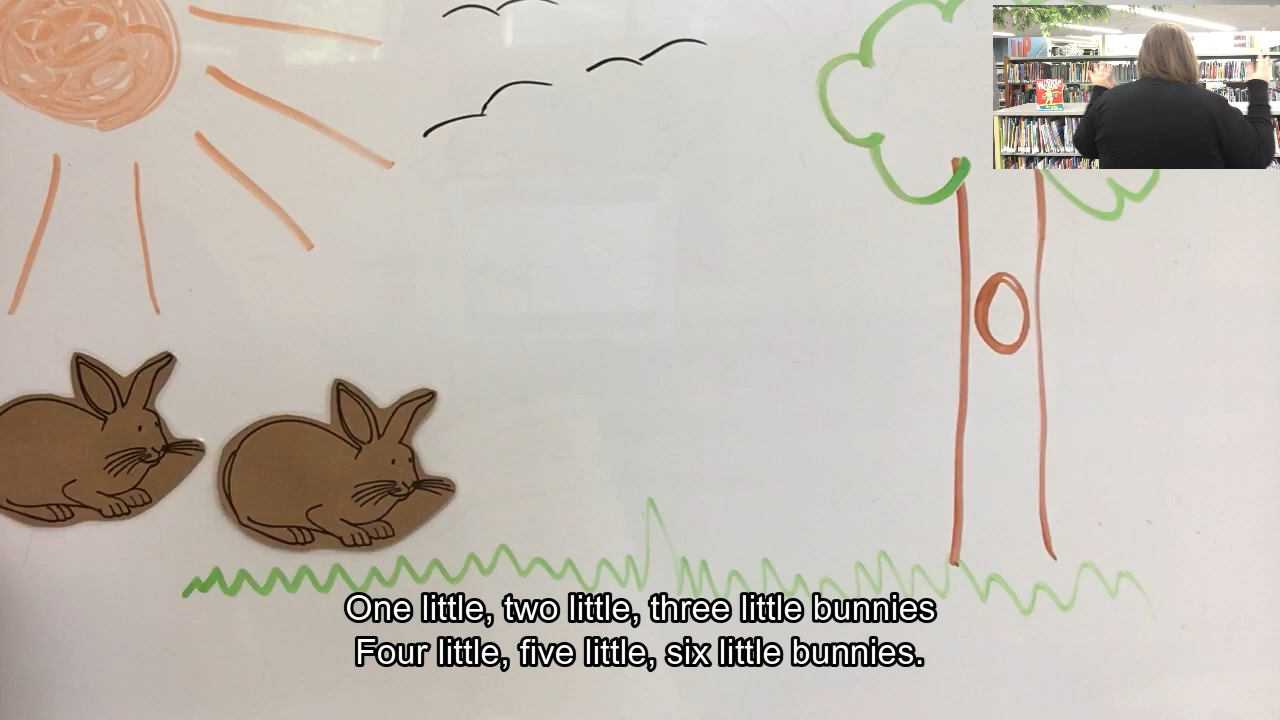 One little, two little, three little bunnies
Four little, five little, six little bunnies.